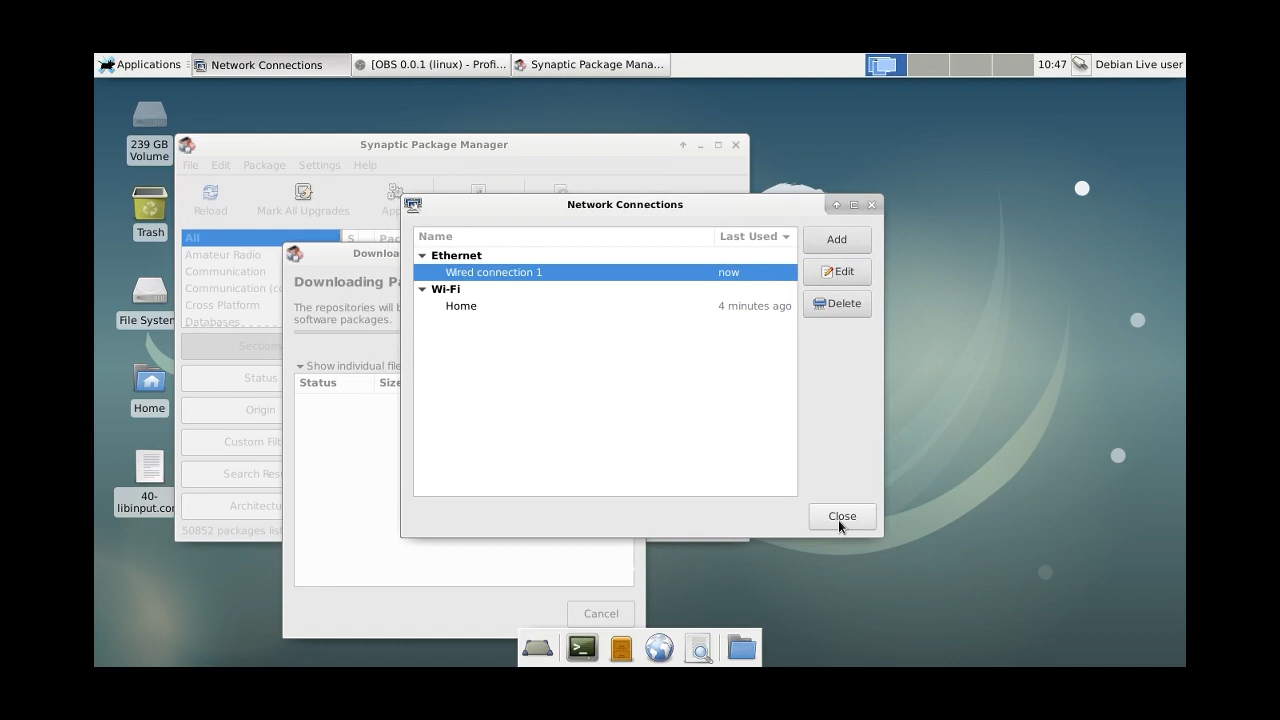 Applications
Network Connections
[OBS 0.0.1 (linux) - Profi...
Synaptic Package Mana...
10:47
Debian Live user
239 GB
Volume
Trash
File System
Home
40-
libinput.con
Synaptic Package Manager
File Edit Package Settings Help
Reload
Mark All Upgrades
All
S
Amateur Radio
Communication
Communication (co
Cross Platform
Databases
Sections
Status
Origin
Custom Filt
Search Res
Architectu
50852 packages list
Downloa
Downloading Pa
The repositories will b
software packages.
Show individual file
Status Size
Cancel
Network Connections
Name Last Used
Ethernet
Wired connection 1 now
Wi-Fi
Home 4 minutes ago
Add
Edit
Delete
Close